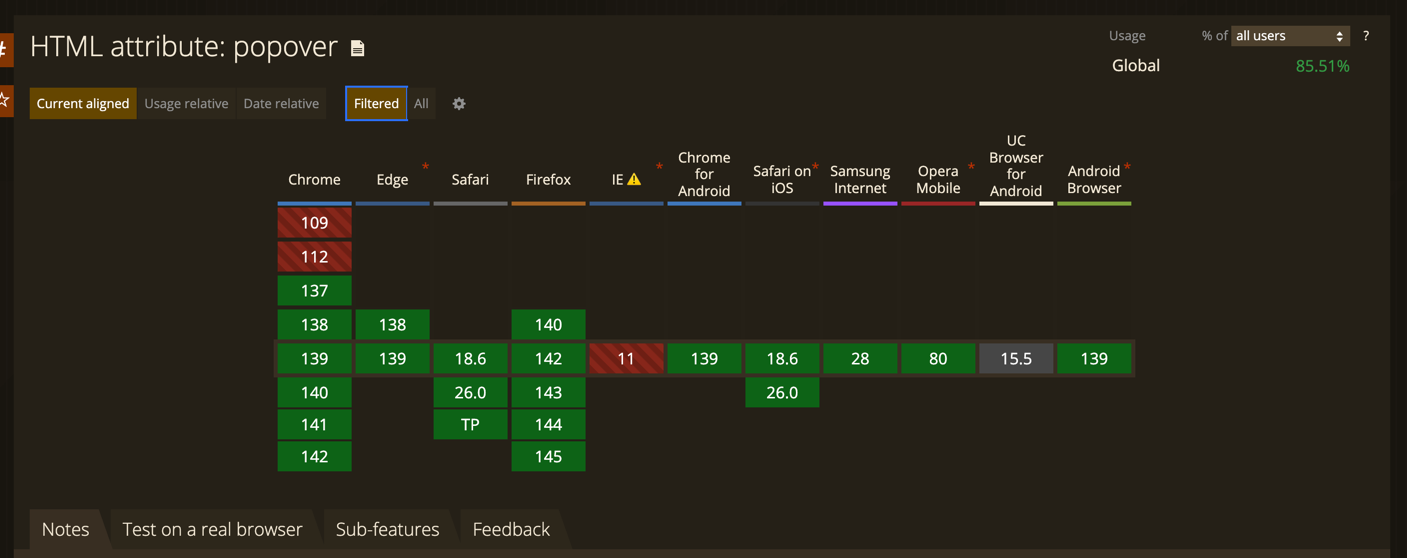 #
HTML attribute: popover
Usage % of all users ?
Global 85.51%
Current aligned Usage relative Date relative Filtered All
Chrome Edge * Safari Firefox IE * Chrome for Android Safari on iOS * Samsung Internet Opera Mobile * UC Browser for Android Android Browser *
109
112
137
138 138 140
139 139 18.6 142 11 139 18.6 28 80 15.5 139
140 26.0 143 26.0
141 TP 144
142 145
Notes Test on a real browser Sub-features Feedback